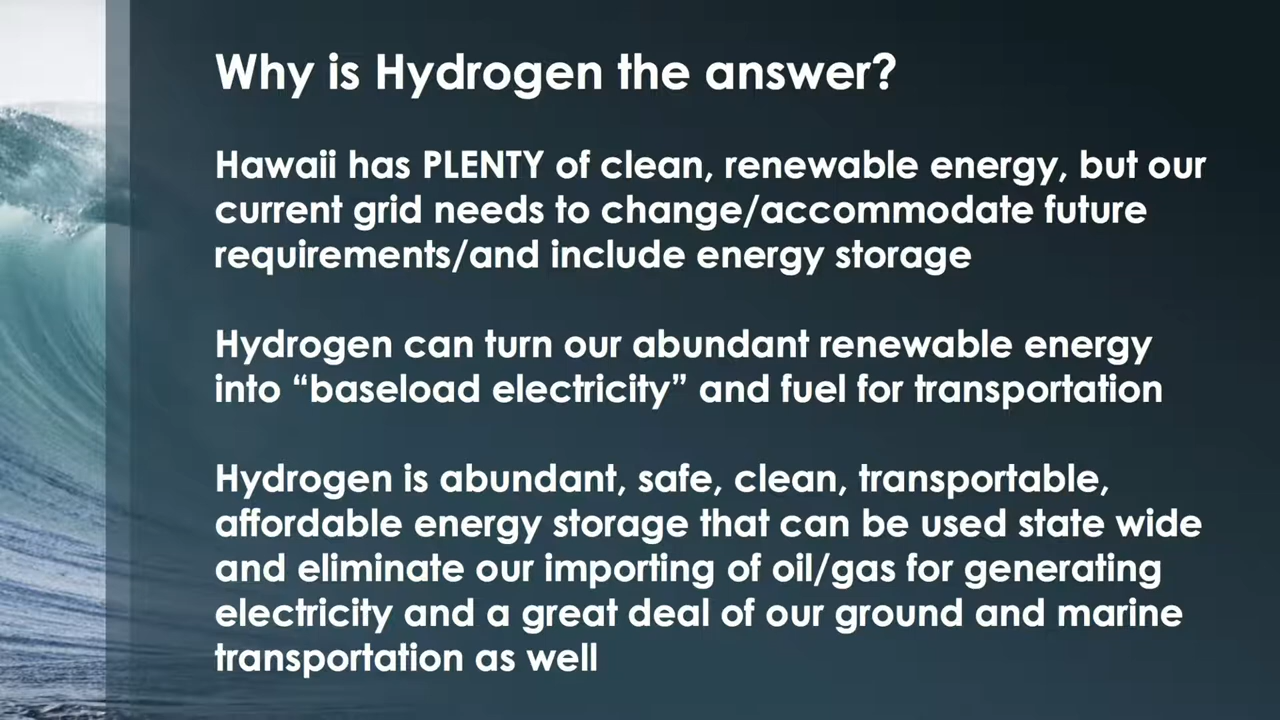 Why is Hydrogen the answer?
Hawaii has PLENTY of clean, renewable energy, but our
current grid needs to change/accommodate future
requirements/and include energy storage
Hydrogen can turn our abundant renewable energy
into “baseload electricity” and fuel for transportation
Hydrogen is abundant, safe, clean, transportable,
affordable energy storage that can be used state wide
and eliminate our importing of oil/gas for generating
electricity and a great deal of our ground and marine
transportation as well